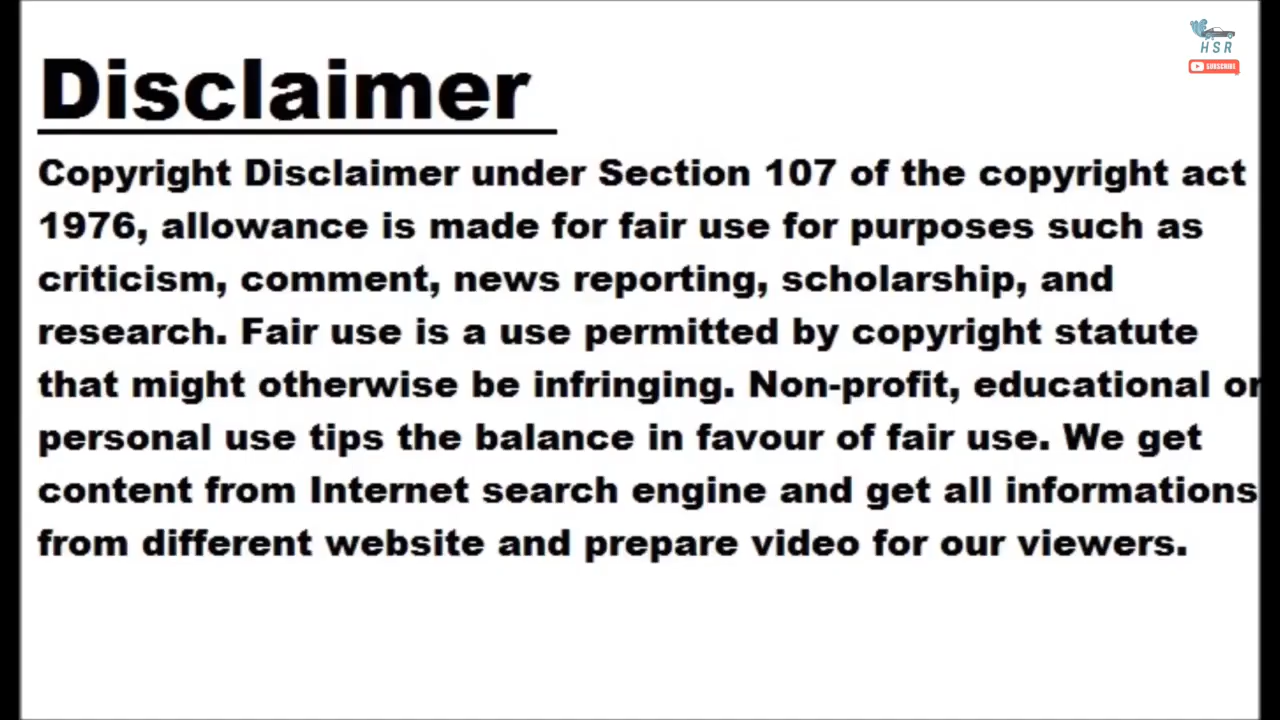 HSR
SUBSCRIBE
Disclaimer
Copyright Disclaimer under Section 107 of the copyright act
1976, allowance is made for fair use for purposes such as
criticism, comment, news reporting, scholarship, and
research. Fair use is a use permitted by copyright statute
that might otherwise be infringing. Non-profit, educational or
personal use tips the balance in favour of fair use. We get
content from Internet search engine and get all informations
from different website and prepare video for our viewers.